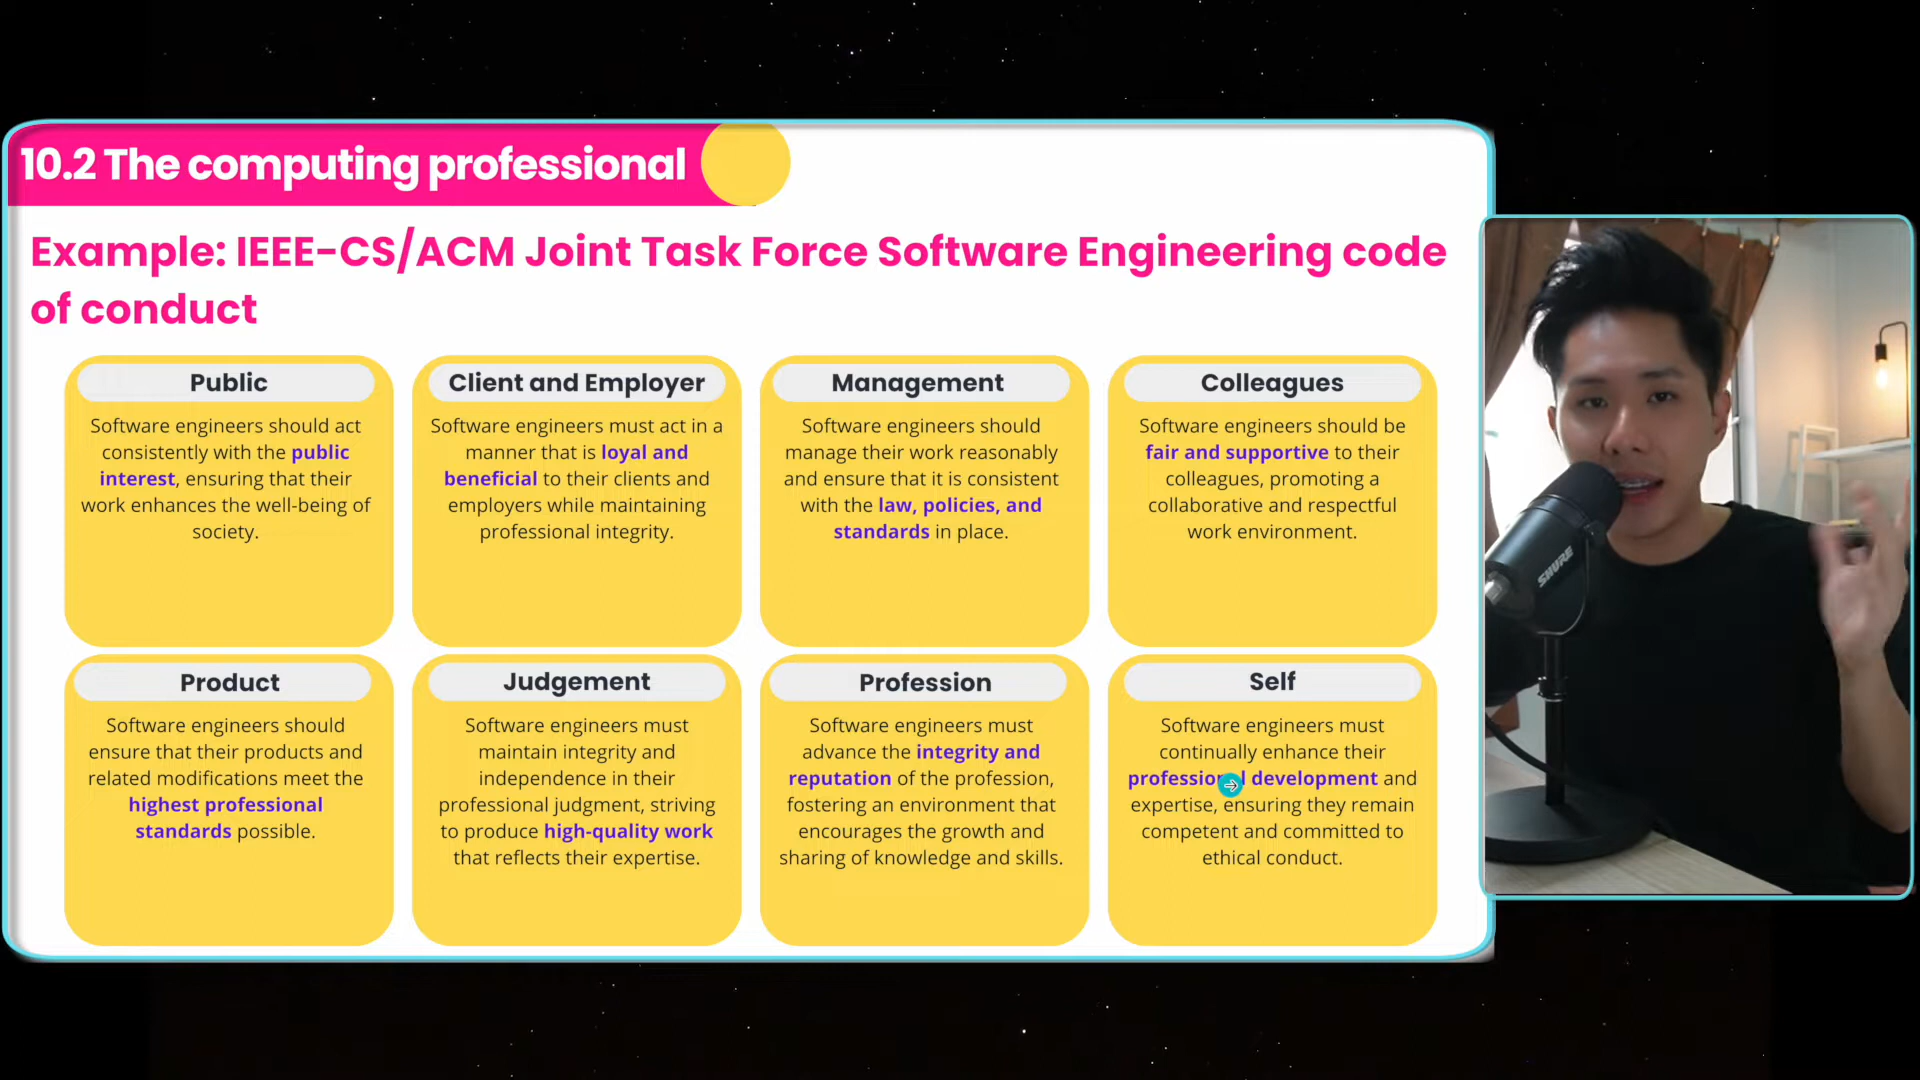 10.2 The computing professional
Example: IEEE-CS/ACM Joint Task Force Software Engineering code
of conduct
Public
Software engineers should act
consistently with the public
interest, ensuring that their
work enhances the well-being of
society.
Client and Employer
Software engineers must act in a
manner that is loyal and
beneficial to their clients and
employers while maintaining
professional integrity.
Management
Software engineers should
manage their work reasonably
and ensure that it is consistent
with the law, policies, and
standards in place.
Colleagues
Software engineers should be
fair and supportive to their
colleagues, promoting a
collaborative and respectful
work environment.
Product
Software engineers should
ensure that their products and
related modifications meet the
highest professional
standards possible.
Judgement
Software engineers must
maintain integrity and
independence in their
professional judgment, striving
to produce high-quality work
that reflects their expertise.
Profession
Software engineers must
advance the integrity and
reputation of the profession,
fostering an environment that
encourages the growth and
sharing of knowledge and skills.
Self
Software engineers must
continually enhance their
professional development and
expertise, ensuring they remain
competent and committed to
ethical conduct.
SHURE